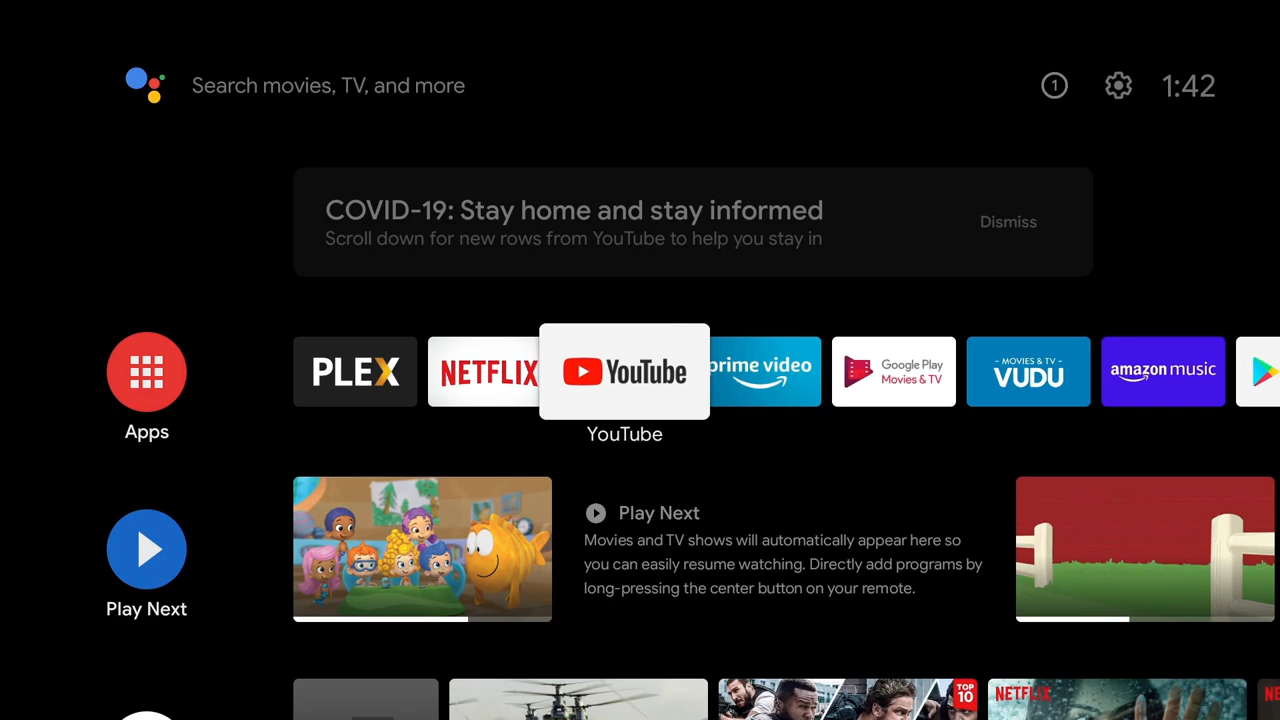 Search movies, TV, and more
1
1:42
COVID-19: Stay home and stay informed
Scroll down for new rows from YouTube to help you stay in
Dismiss
PLEX
NETFLIX
YouTube
prime video
Google Play
Movies & TV
- MOVIES & TV -
VUDU
amazon music
YouTube
Apps
Play Next
Movies and TV shows will automatically appear here so
you can easily resume watching. Directly add programs by
long-pressing the center button on your remote.
Play Next
TOP
10
NETFLIX